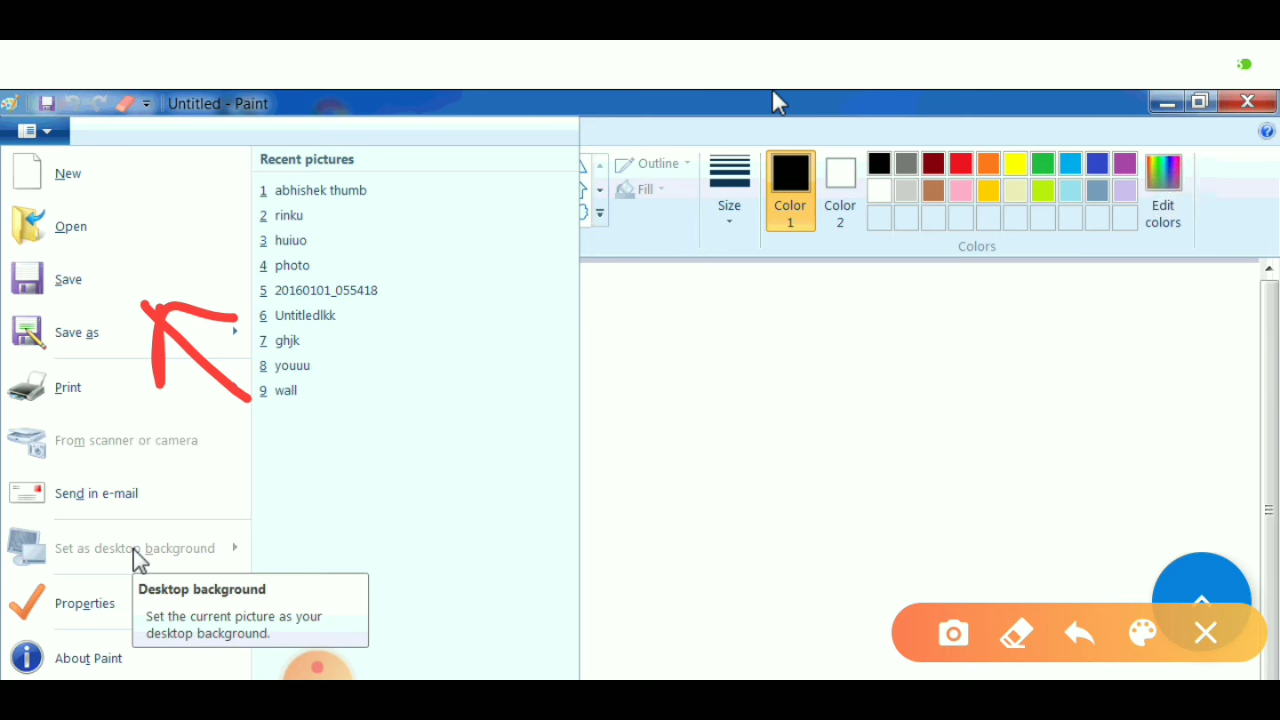 Untitled - Paint
New
Open
Save
Save as
Print
From scanner or camera
Send in e-mail
Set as desktop background
Properties
About Paint
Recent pictures
1 abhishek thumb
2 rinku
3 huiuo
4 photo
5 20160101_055418
6 Untitledlkk
7 ghjk
8 youuu
9 wall
Desktop background
Set the current picture as your
desktop background.
Outline
Fill
Size
Color
1
Color
2
Edit
colors
Colors